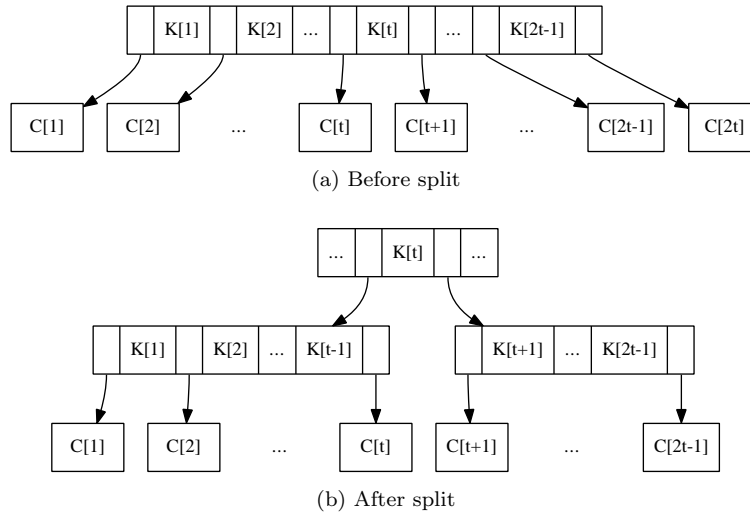 K[1] K[2] ... K[t] ... K[2t-1]
C[1] C[2] ... C[t] C[t+1] ... C[2t-1] C[2t]
(a) Before split
... K[t] ...
K[1] K[2] ... K[t-1] K[t+1] ... K[2t-1]
C[1] C[2] ... C[t] C[t+1] ... C[2t-1]
(b) After split